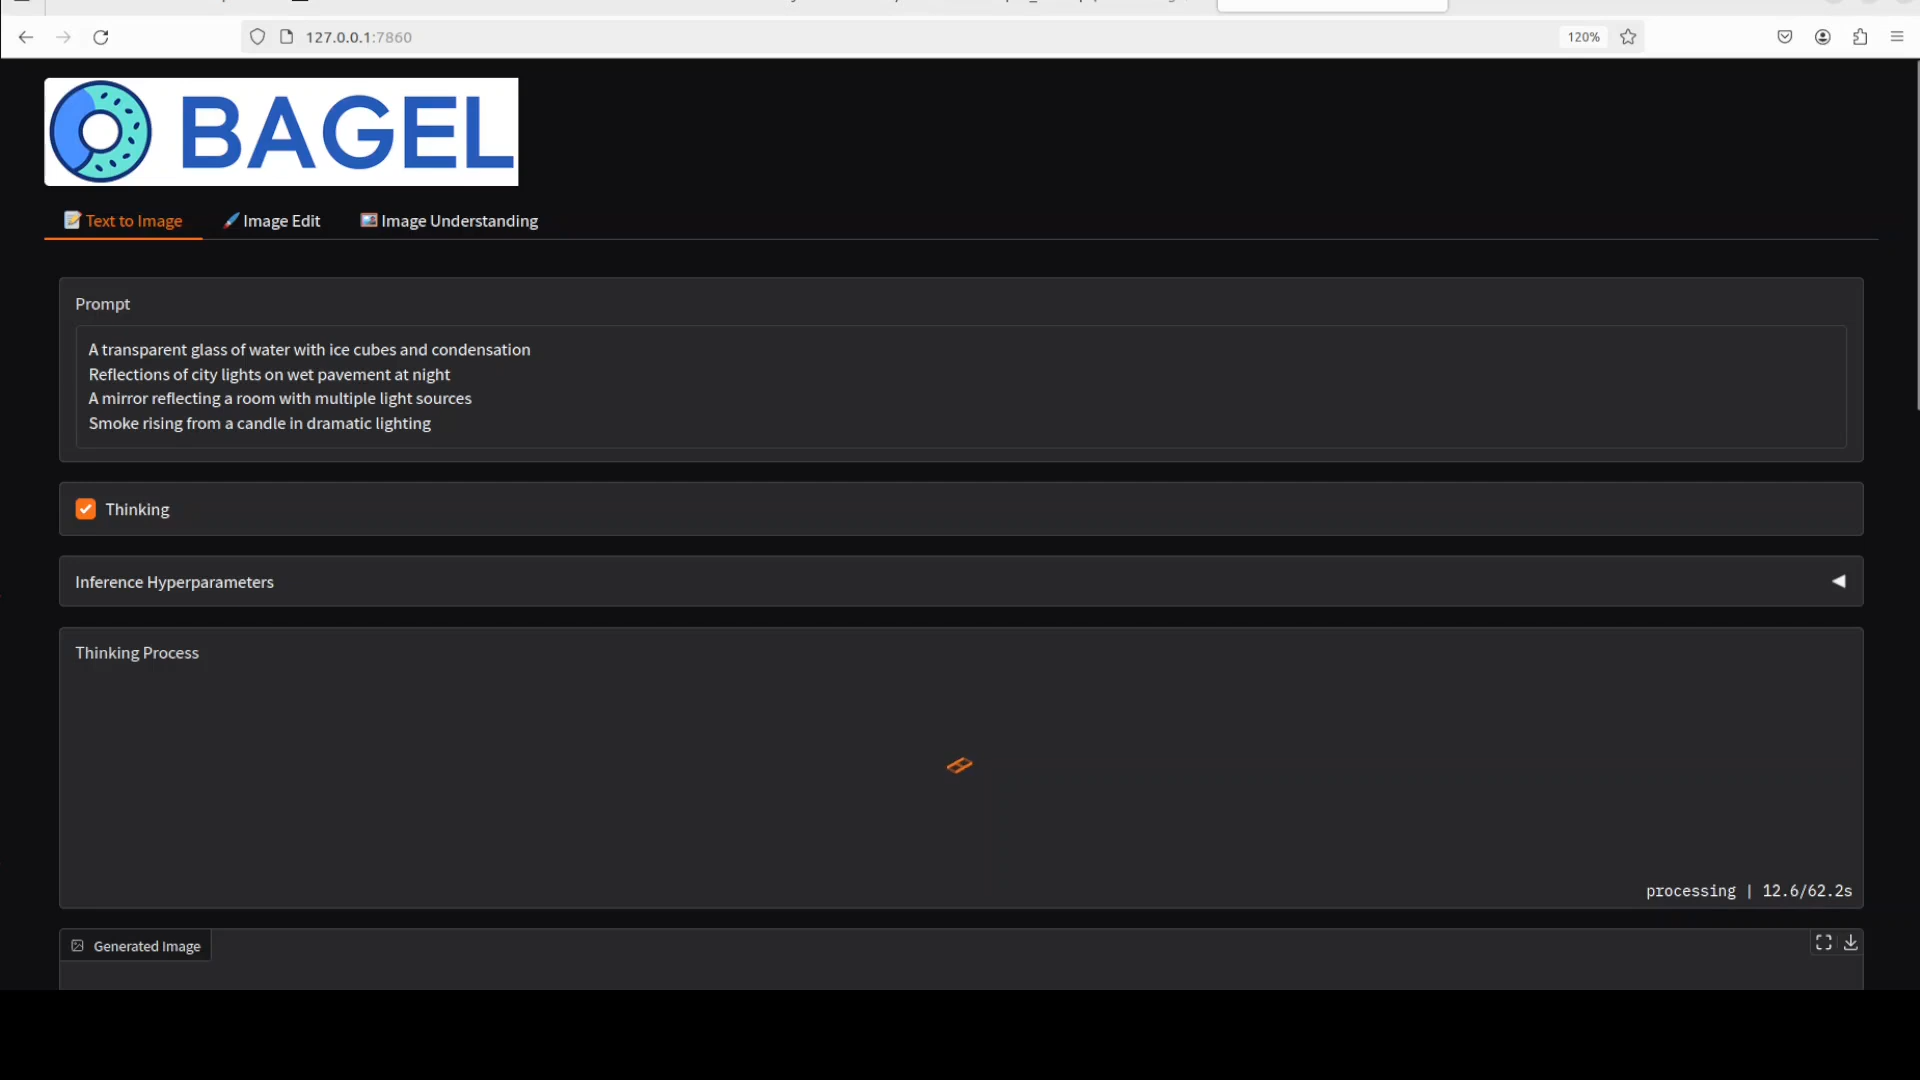 127.0.0.1:7860
120%
BAGEL
Text to Image
Image Edit
Image Understanding
Prompt
A transparent glass of water with ice cubes and condensation
Reflections of city lights on wet pavement at night
A mirror reflecting a room with multiple light sources
Smoke rising from a candle in dramatic lighting
Thinking
Inference Hyperparameters
Thinking Process
processing | 12.6/62.2s
Generated Image